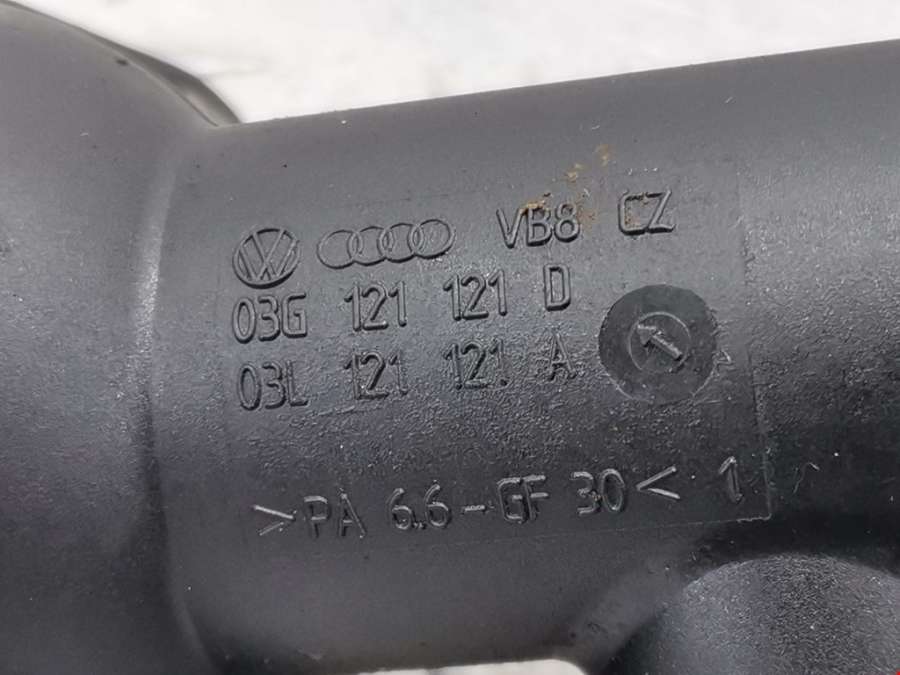 VB8 CZ
03G 121 121 D
03L 121 121 A
>PA 6.6-GF 30< 1